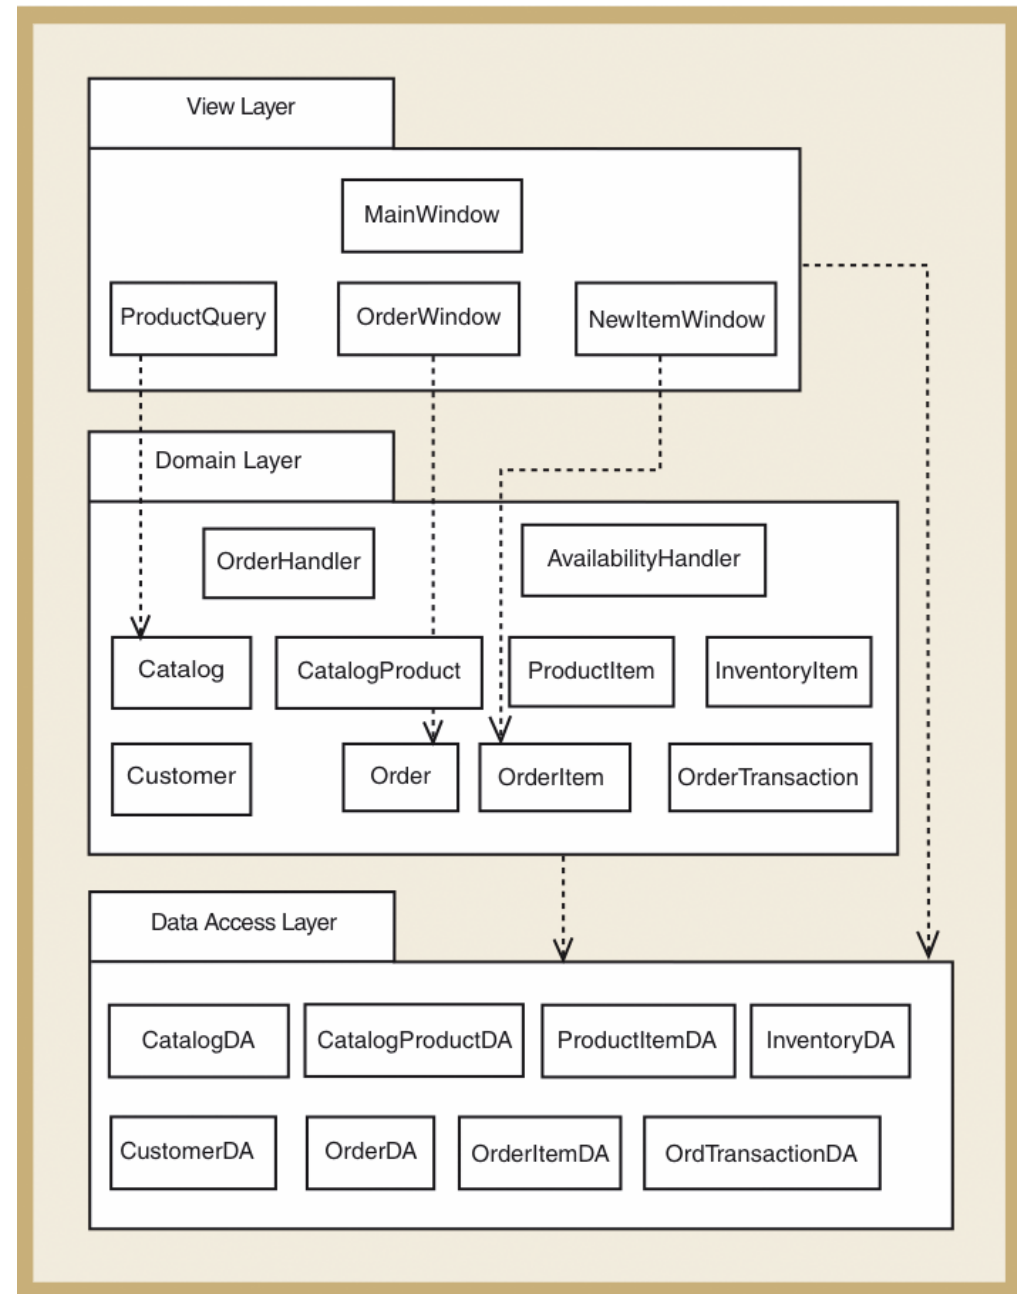 View Layer
MainWindow
ProductQuery
OrderWindow
NewItemWindow
Domain Layer
OrderHandler
AvailabilityHandler
Catalog
CatalogProduct
ProductItem
InventoryItem
Customer
Order
OrderItem
OrderTransaction
Data Access Layer
CatalogDA
CatalogProductDA
ProductItemDA
InventoryDA
CustomerDA
OrderDA
OrderItemDA
OrdTransactionDA